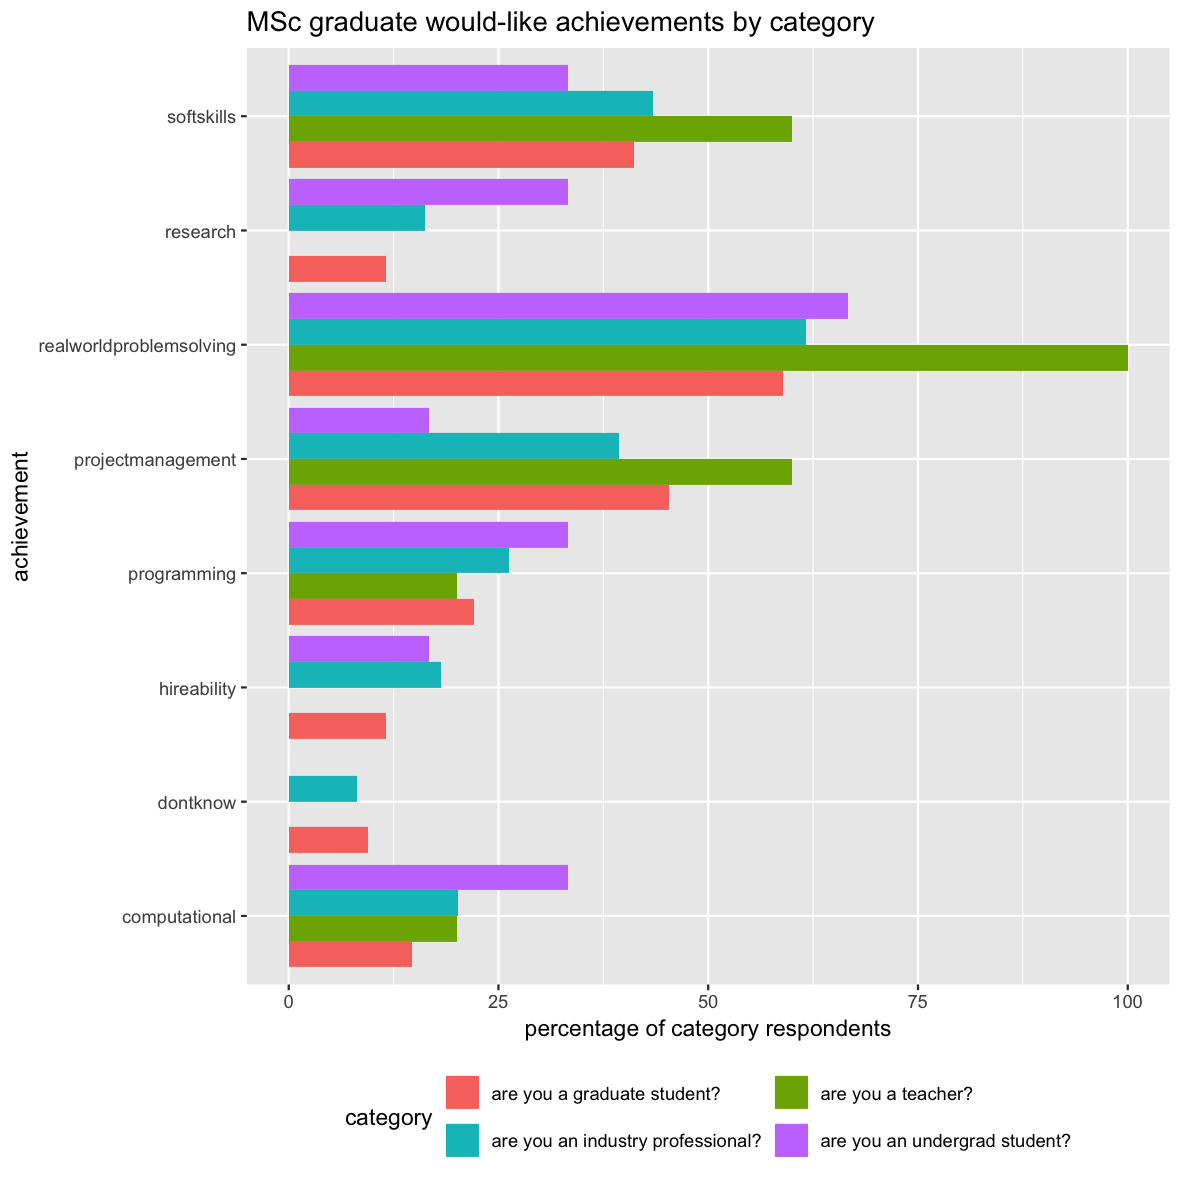 MSc graduate would-like achievements by category
achievement
softskills
research
realworldproblemsolving
projectmanagement
programming
hireability
dontknow
computational
0 25 50 75 100
percentage of category respondents
category
are you a graduate student? are you a teacher?
are you an industry professional? are you an undergrad student?